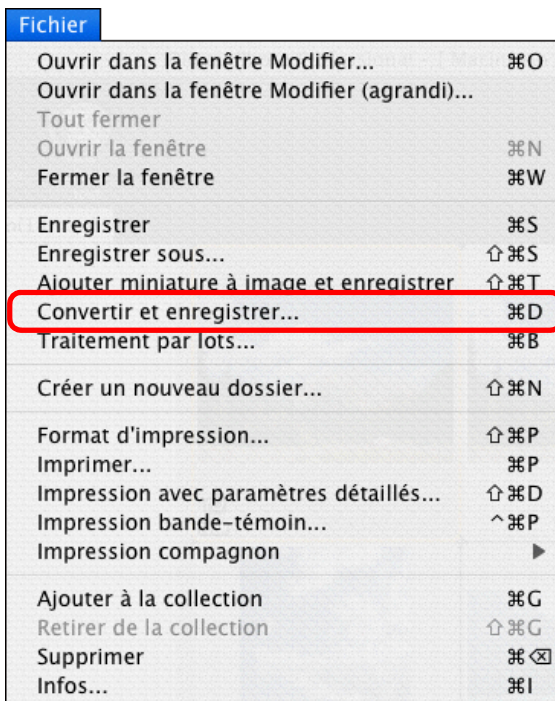 Fichier
Ouvrir dans la fenêtre Modifier... ⌘O
Ouvrir dans la fenêtre Modifier (agrandi)...
Tout fermer
Ouvrir la fenêtre ⌘N
Fermer la fenêtre ⌘W
Enregistrer ⌘S
Enregistrer sous... ⇧⌘S
Ajouter miniature à image et enregistrer ⇧⌘T
Convertir et enregistrer... ⌘D
Traitement par lots... ⌘B
Créer un nouveau dossier... ⇧⌘N
Format d'impression... ⇧⌘P
Imprimer... ⌘P
Impression avec paramètres détaillés... ⇧⌘D
Impression bande-témoin... ^⌘P
Impression compagnon ▶
Ajouter à la collection ⌘G
Retirer de la collection ⇧⌘G
Supprimer ⌘⌫
Infos... ⌘I